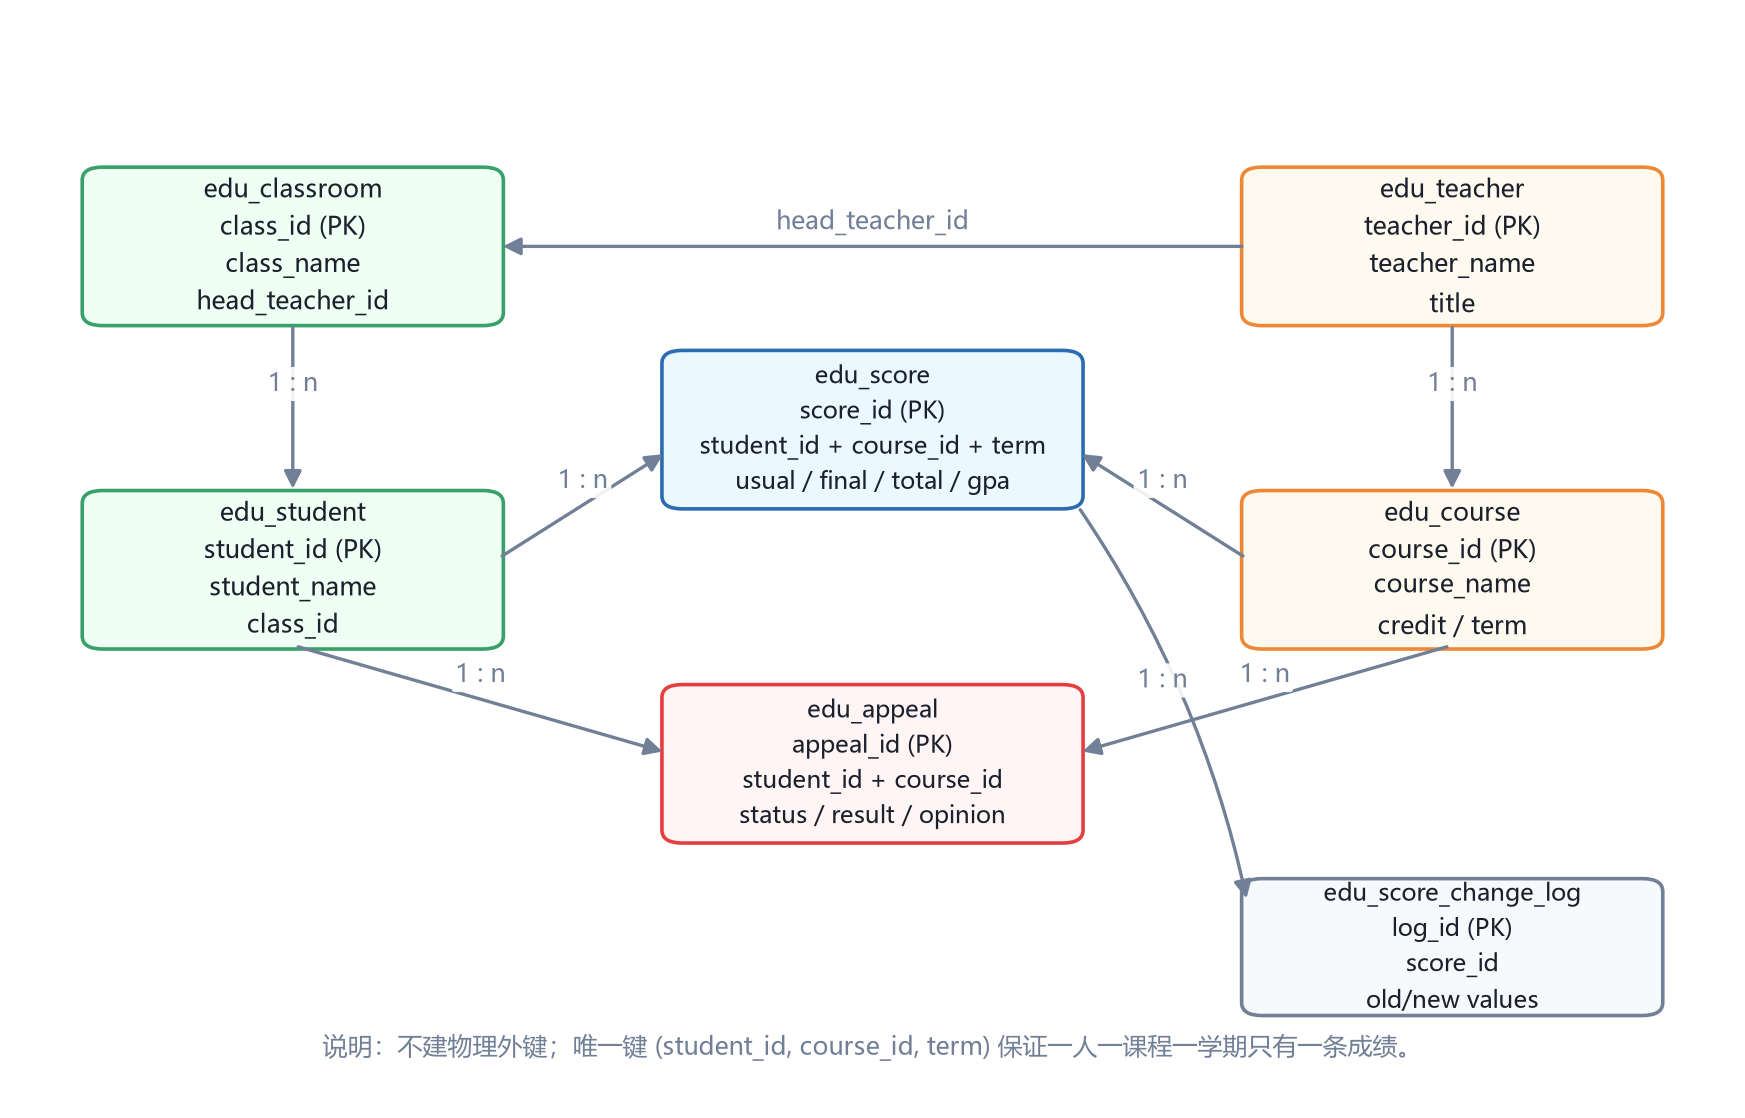 edu_classroom
class_id (PK)
class_name
head_teacher_id
head_teacher_id
edu_teacher
teacher_id (PK)
teacher_name
title
1 : n
1 : n
edu_score
score_id (PK)
student_id + course_id + term
usual / final / total / gpa
1 : n
1 : n
edu_student
student_id (PK)
student_name
class_id
edu_course
course_id (PK)
course_name
credit / term
1 : n
1 : n
1 : n
edu_appeal
appeal_id (PK)
student_id + course_id
status / result / opinion
edu_score_change_log
log_id (PK)
score_id
old/new values
说明：不建物理外键；唯一键 (student_id, course_id, term) 保证一人一课程一学期只有一条成绩。